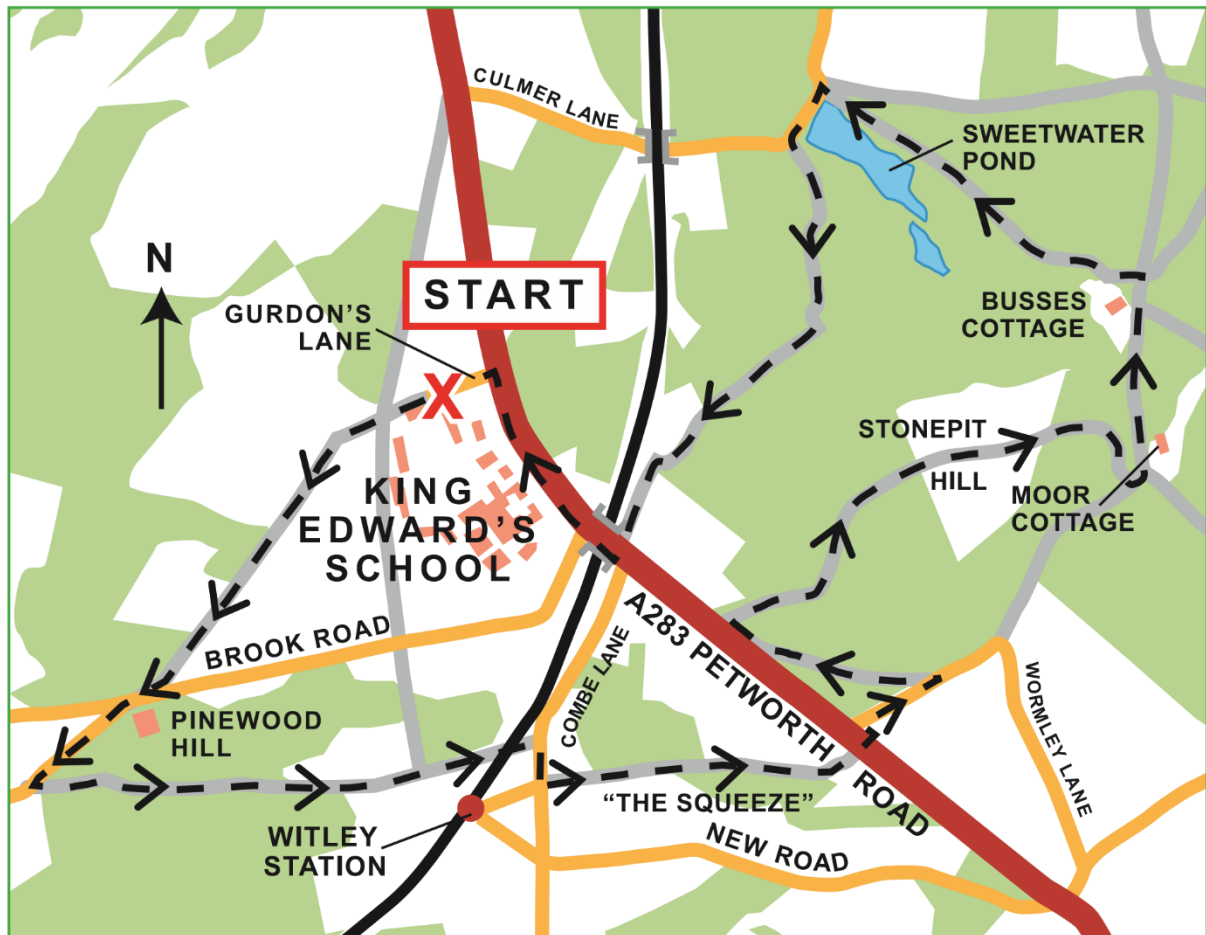 CULMER LANE
SWEETWATER
POND
N
START
GURDON'S
LANE
BUSSES
COTTAGE
X
STONEPIT
HILL
KING
EDWARD'S
SCHOOL
MOOR
COTTAGE
A283 PETWORTH ROAD
BROOK ROAD
COMBE LANE
WORMLEY LANE
PINEWOOD
HILL
"THE SQUEEZE"
WITLEY
STATION
NEW ROAD